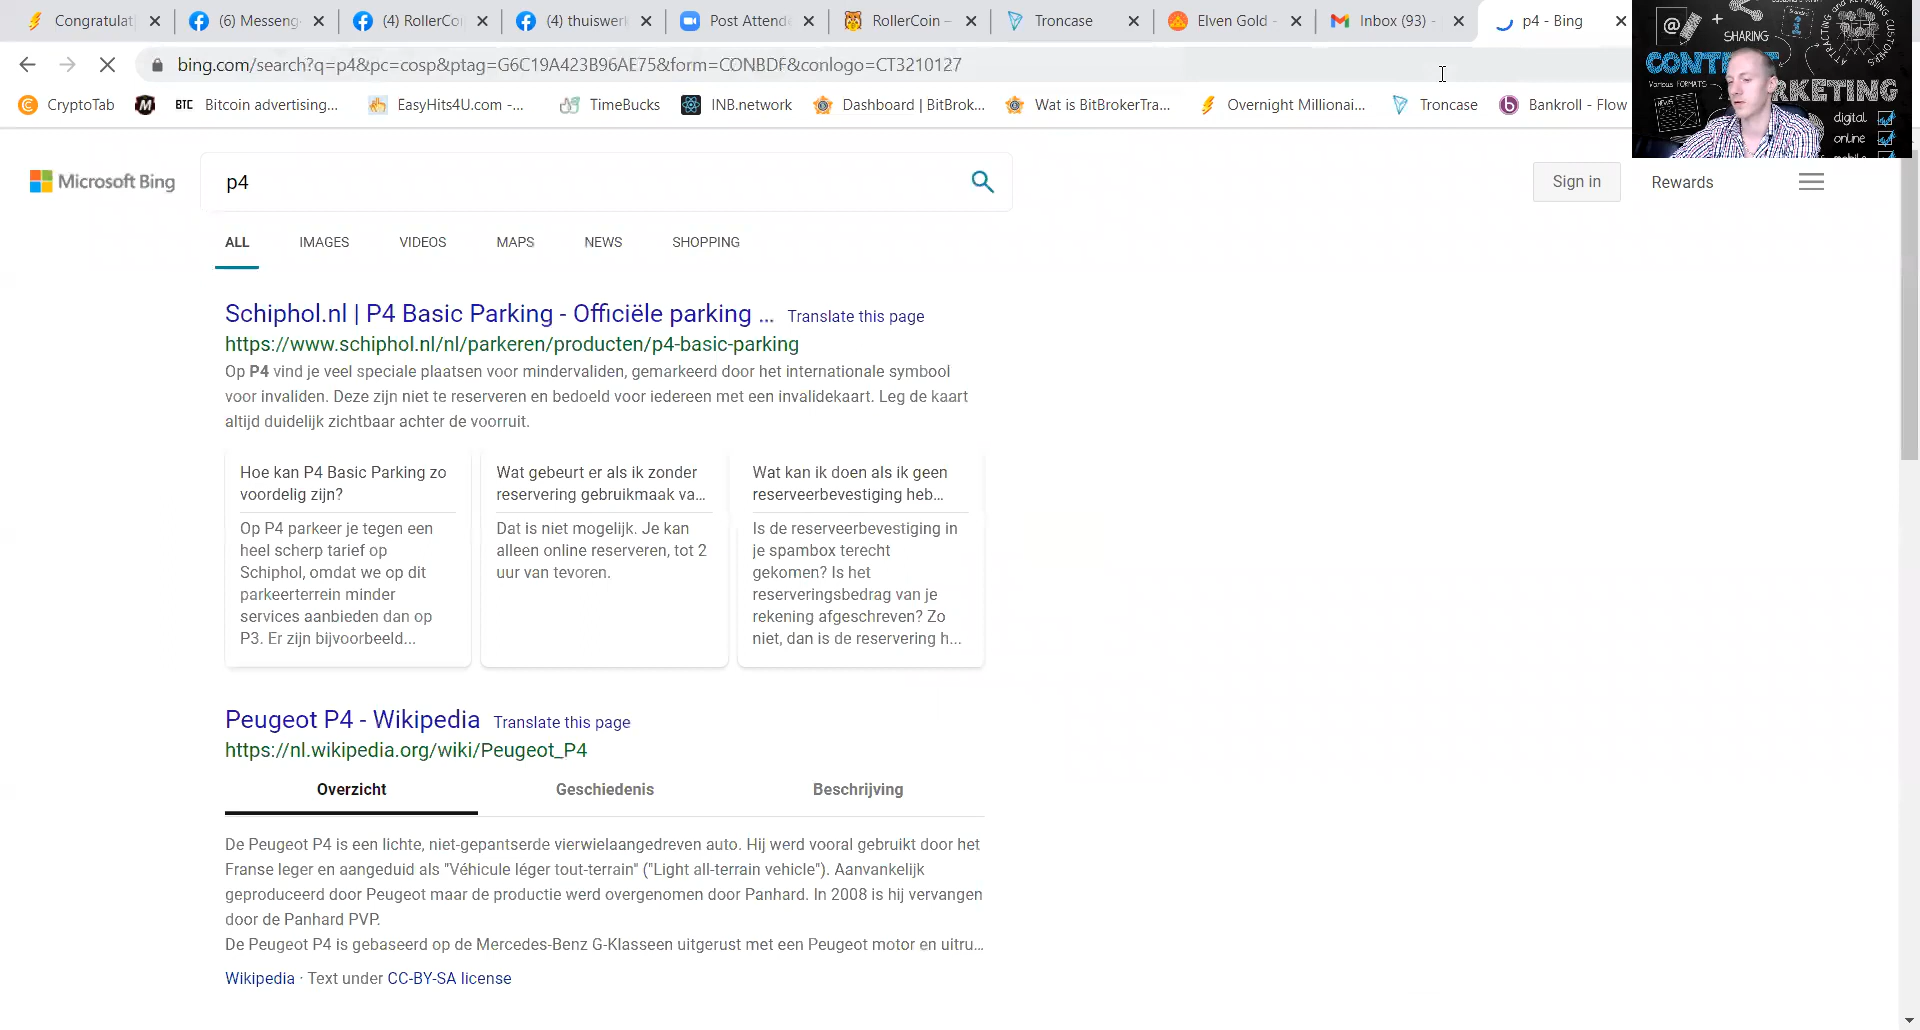 Congratulat
(6) Messeng
(4) RollerCoi
(4) thuiswerk
Post Attend
RollerCoin –
Troncase
Elven Gold -
Inbox (93) -
p4 - Bing
bing.com/search?q=p4&pc=cosp&ptag=G6C19A423B96AE75&form=CONBDF&conlogo=CT3210127
CryptoTab
BTC Bitcoin advertising...
EasyHits4U.com -...
TimeBucks
INB.network
Dashboard | BitBrok...
Wat is BitBrokerTra...
Overnight Millionai...
Troncase
Bankroll - Flow
SHARING
CONTE
VARIOUS FORMATS
NEWS
RKETING
ATTRACTING and RETAINING CUSTOMERS
digital
online
mobile
Microsoft Bing
p4
Sign in
Rewards
ALL
IMAGES
VIDEOS
MAPS
NEWS
SHOPPING
Schiphol.nl | P4 Basic Parking - Officiële parking ... Translate this page
https://www.schiphol.nl/nl/parkeren/producten/p4-basic-parking
Op P4 vind je veel speciale plaatsen voor mindervaliden, gemarkeerd door het internationale symbool
voor invaliden. Deze zijn niet te reserveren en bedoeld voor iedereen met een invalidekaart. Leg de kaart
altijd duidelijk zichtbaar achter de voorruit.
Hoe kan P4 Basic Parking zo
voordelig zijn?
Op P4 parkeer je tegen een
heel scherp tarief op
Schiphol, omdat we op dit
parkeerterrein minder
services aanbieden dan op
P3. Er zijn bijvoorbeeld...
Wat gebeurt er als ik zonder
reservering gebruikmaak va...
Dat is niet mogelijk. Je kan
alleen online reserveren, tot 2
uur van tevoren.
Wat kan ik doen als ik geen
reserveerbevestiging heb...
Is de reserveerbevestiging in
je spambox terecht
gekomen? Is het
reserveringsbedrag van je
rekening afgeschreven? Zo
niet, dan is de reservering h...
Peugeot P4 - Wikipedia Translate this page
https://nl.wikipedia.org/wiki/Peugeot_P4
Overzicht
Geschiedenis
Beschrijving
De Peugeot P4 is een lichte, niet-gepantserde vierwielaangedreven auto. Hij werd vooral gebruikt door het
Franse leger en aangeduid als "Véhicule léger tout-terrain" ("Light all-terrain vehicle"). Aanvankelijk
geproduceerd door Peugeot maar de productie werd overgenomen door Panhard. In 2008 is hij vervangen
door de Panhard PVP.
De Peugeot P4 is gebaseerd op de Mercedes-Benz G-Klasseen uitgerust met een Peugeot motor en uitru...
Wikipedia · Text under CC-BY-SA license